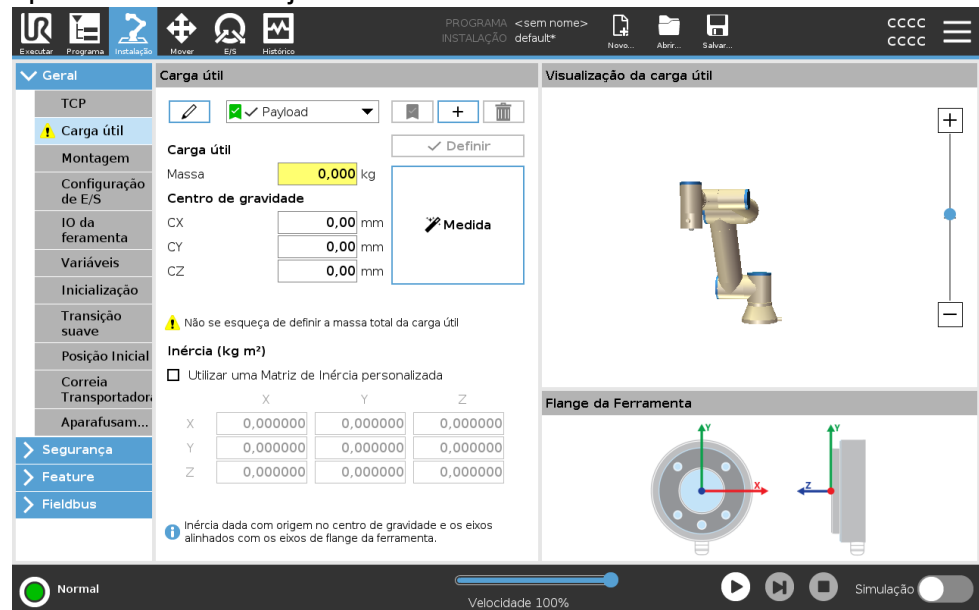 PROGRAMA <sem nome>
INSTALAÇÃO default*
CCCC
CCCC
Executar Programa Instalação Mover E/S Histórico Novo... Abrir... Salvar...
Geral
TCP
Carga útil
Montagem
Configuração
de E/S
IO da
feramenta
Variáveis
Inicialização
Transição
suave
Posição Inicial
Correia
Transportador
Aparafusam...
Segurança
Feature
Fieldbus
Carga útil
Payload
Carga útil
Definir
Massa 0,000 kg
Centro de gravidade
CX 0,00 mm
CY 0,00 mm
CZ 0,00 mm
Medida
Não se esqueça de definir a massa total da carga útil
Inércia (kg m²)
Utilizar uma Matriz de Inércia personalizada
X Y Z
X 0,000000 0,000000 0,000000
Y 0,000000 0,000000 0,000000
Z 0,000000 0,000000 0,000000
Inércia dada com origem no centro de gravidade e os eixos
alinhados com os eixos de flange da ferramenta.
Visualização da carga útil
Flange da Ferramenta
Y
X
Y
Z
Normal
Velocidade 100%
Simulação